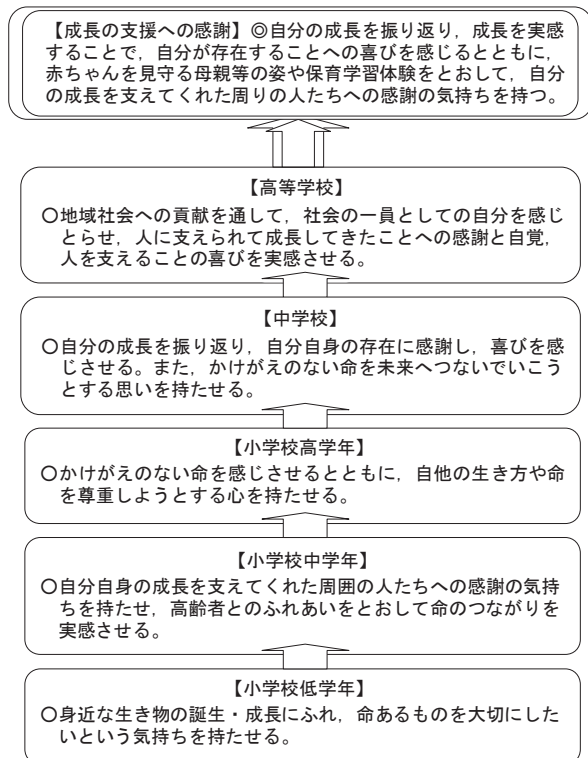 【成長の支援への感謝】◎自分の成長を振り返り，成長を実感
することで，自分が存在することへの喜びを感じるとともに，
赤ちゃんを見守る母親等の姿や保育学習体験をとおして，自分
の成長を支えてくれた周りの人たちへの感謝の気持ちを持つ。
【高等学校】
○地域社会への貢献を通して，社会の一員としての自分を感じ
とらせ，人に支えられて成長してきたことへの感謝と自覚，
人を支えることの喜びを実感させる。
【中学校】
○自分の成長を振り返り，自分自身の存在に感謝し，喜びを感
じさせる。また，かけがえのない命を未来へつないでいこう
とする思いを持たせる。
【小学校高学年】
○かけがえのない命を感じさせるとともに，自他の生き方や命
を尊重しようとする心を持たせる。
【小学校中学年】
○自分自身の成長を支えてくれた周囲の人たちへの感謝の気持
ちを持たせ，高齢者とのふれあいをとおして命のつながりを
実感させる。
【小学校低学年】
○身近な生き物の誕生・成長にふれ，命あるものを大切にした
いという気持ちを持たせる。